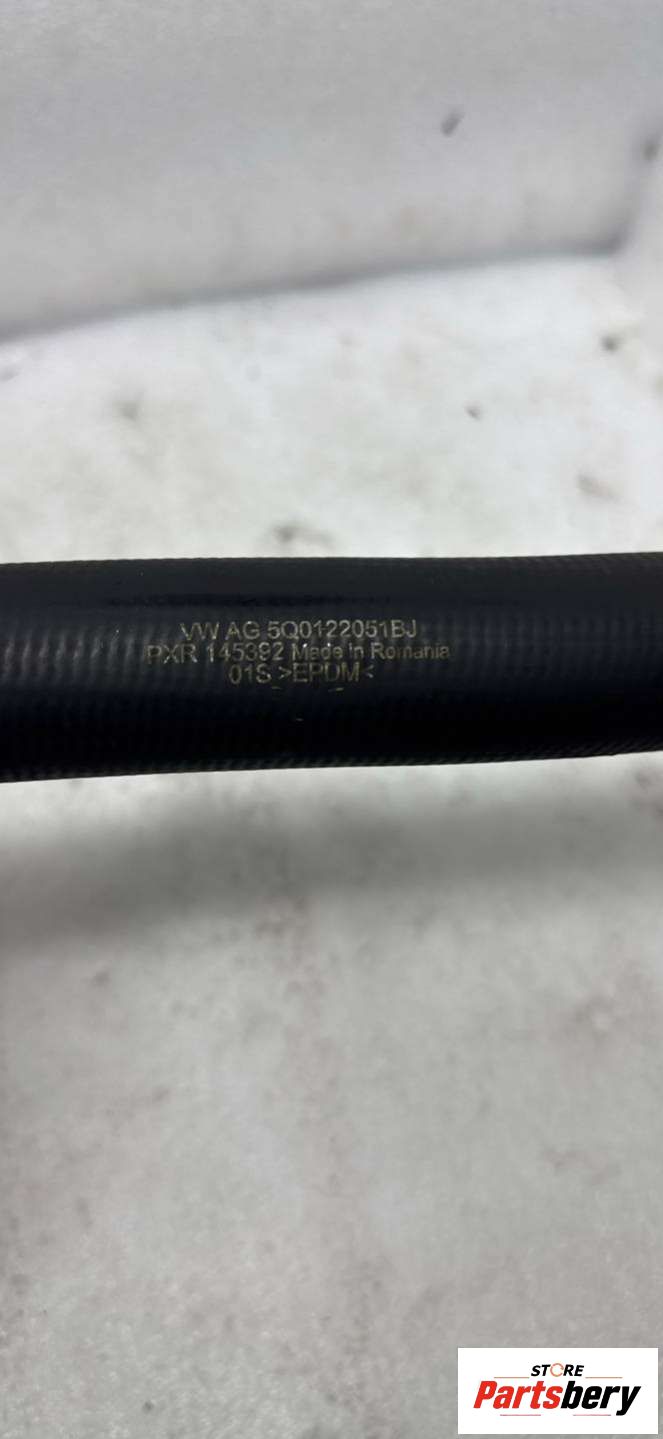 VW AG 5Q0122051BJ
PXR 145392 Made in Romania
01S >EPDM<
STORE
Partsbery